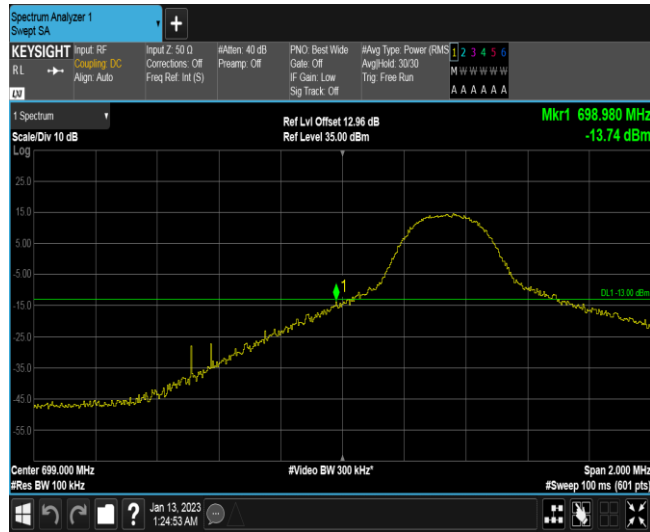 Spectrum Analyzer 1
Swept SA
KEYSIGHT
RL
LXI
Input: RF
Coupling: DC
Align: Auto
Input Z: 50 Ω
Corrections: Off
Freq Ref: Int (S)
#Atten: 40 dB
Preamp: Off
PNO: Best Wide
Gate: Off
IF Gain: Low
Sig Track: Off
#Avg Type: Power (RMS
Avg|Hold: 30/30
Trig: Free Run
1 2 3 4 5 6
M W W W W W
A A A A A A
1 Spectrum
Scale/Div 10 dB
Log
Ref Lvl Offset 12.96 dB
Ref Level 35.00 dBm
Mkr1 698.980 MHz
-13.74 dBm
25.0
15.0
5.00
-5.00
-15.0
-25.0
-35.0
-45.0
-55.0
1
DL1 -13.00 dBm
Center 699.000 MHz
#Res BW 100 kHz
#Video BW 300 kHz*
Span 2.000 MHz
#Sweep 100 ms (601 pts)
?
Jan 13, 2023
1:24:53 AM